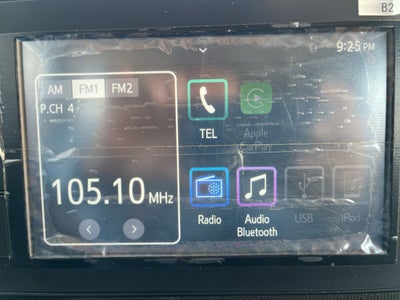 B2
9:25 PM
AM FM1 FM2
P.CH 4
105.10 MHz
TEL
Apple
CarPlay
Radio
Audio
Bluetooth
USB
iPod